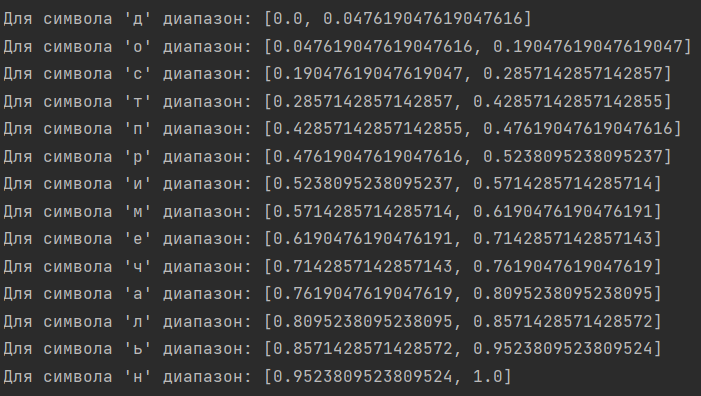 Для символа 'д' диапазон: [0.0, 0.047619047619047616]
Для символа 'о' диапазон: [0.047619047619047616, 0.19047619047619047]
Для символа 'с' диапазон: [0.19047619047619047, 0.2857142857142857]
Для символа 'т' диапазон: [0.2857142857142857, 0.42857142857142855]
Для символа 'п' диапазон: [0.42857142857142855, 0.47619047619047616]
Для символа 'р' диапазон: [0.47619047619047616, 0.5238095238095237]
Для символа 'и' диапазон: [0.5238095238095237, 0.5714285714285714]
Для символа 'м' диапазон: [0.5714285714285714, 0.6190476190476191]
Для символа 'е' диапазон: [0.6190476190476191, 0.7142857142857143]
Для символа 'ч' диапазон: [0.7142857142857143, 0.7619047619047619]
Для символа 'а' диапазон: [0.7619047619047619, 0.8095238095238095]
Для символа 'л' диапазон: [0.8095238095238095, 0.8571428571428572]
Для символа 'ь' диапазон: [0.8571428571428572, 0.9523809523809524]
Для символа 'н' диапазон: [0.9523809523809524, 1.0]